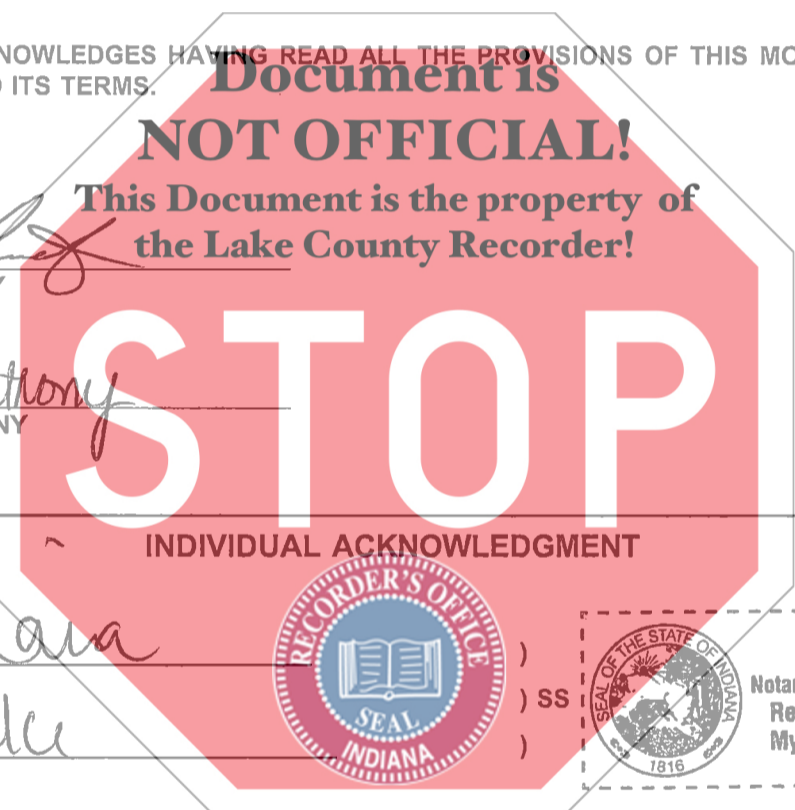 NOWLEDGES HAVING READ ALL THE PROVISIONS OF THIS MO
ITS TERMS.
Document is
NOT OFFICIAL!
This Document is the property of
the Lake County Recorder!
STOP
thony
NY
INDIVIDUAL ACKNOWLEDGMENT
RECORDER'S OFFICE
SEAL
INDIANA
)
) SS
)
SEAL OF THE STATE OF INDIANA
1816
Notar
Re
My